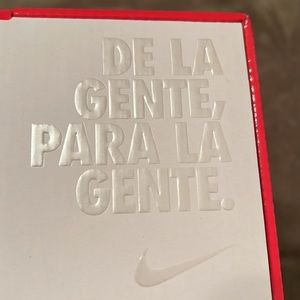 DE LA
GENTE,
PARA LA
GENTE.